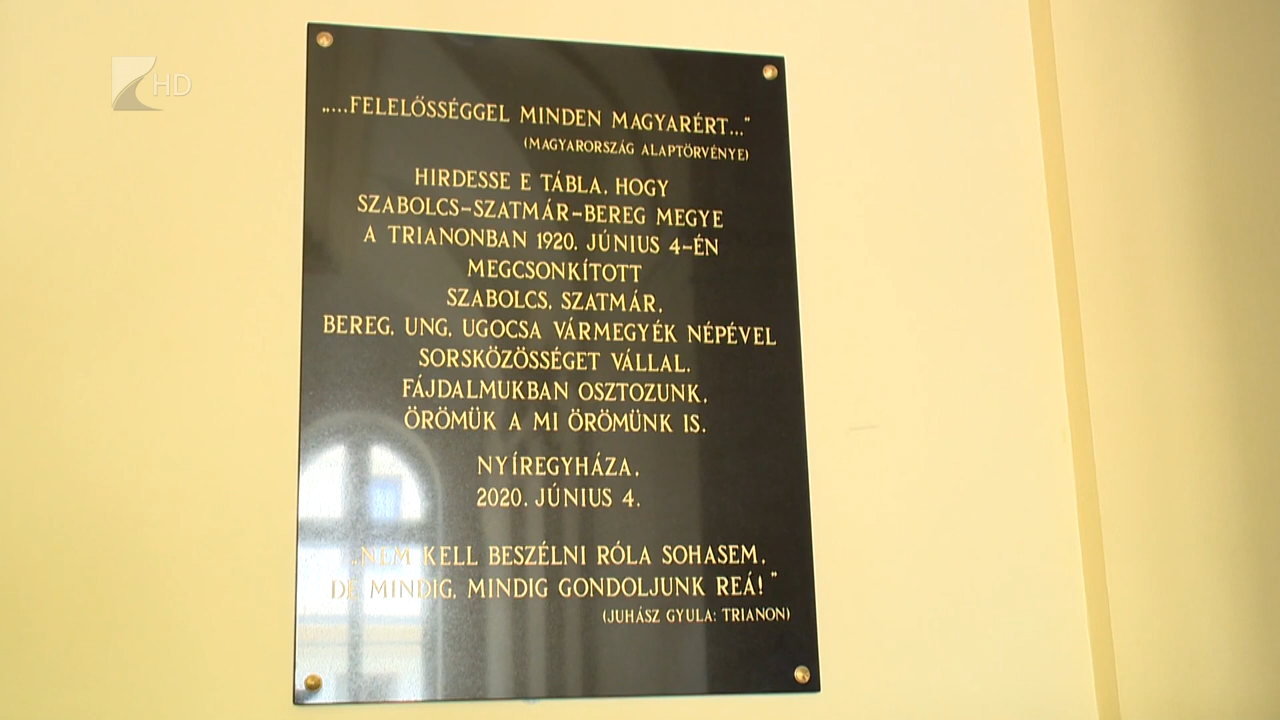 HD
„...FELELŐSSÉGGEL MINDEN MAGYARÉRT..."
(MAGYARORSZÁG ALAPTÖRVÉNYE)
HIRDESSE E TÁBLA, HOGY
SZABOLCS-SZATMÁR-BEREG MEGYE
A TRIANONBAN 1920. JÚNIUS 4-ÉN
MEGCSONKÍTOTT
SZABOLCS, SZATMÁR,
BEREG, UNG, UGOCSA VÁRMEGYÉK NÉPÉVEL
SORSKÖZÖSSÉGET VÁLLAL.
FÁJDALMUKBAN OSZTOZUNK,
ÖRÖMÜK A MI ÖRÖMÜNK IS.
NYÍREGYHÁZA,
2020. JÚNIUS 4.
„NEM KELL BESZÉLNI RÓLA SOHASEM,
DE MINDIG, MINDIG GONDOLJUNK REÁ!"
(JUHÁSZ GYULA: TRIANON)